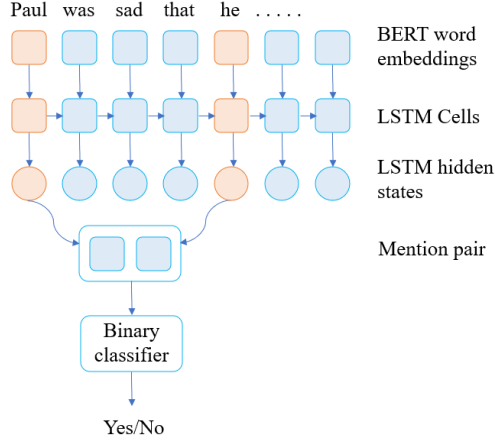 Paul was sad that he . . . . .
BERT word
embeddings
LSTM Cells
LSTM hidden
states
Mention pair
Binary
classifier
Yes/No